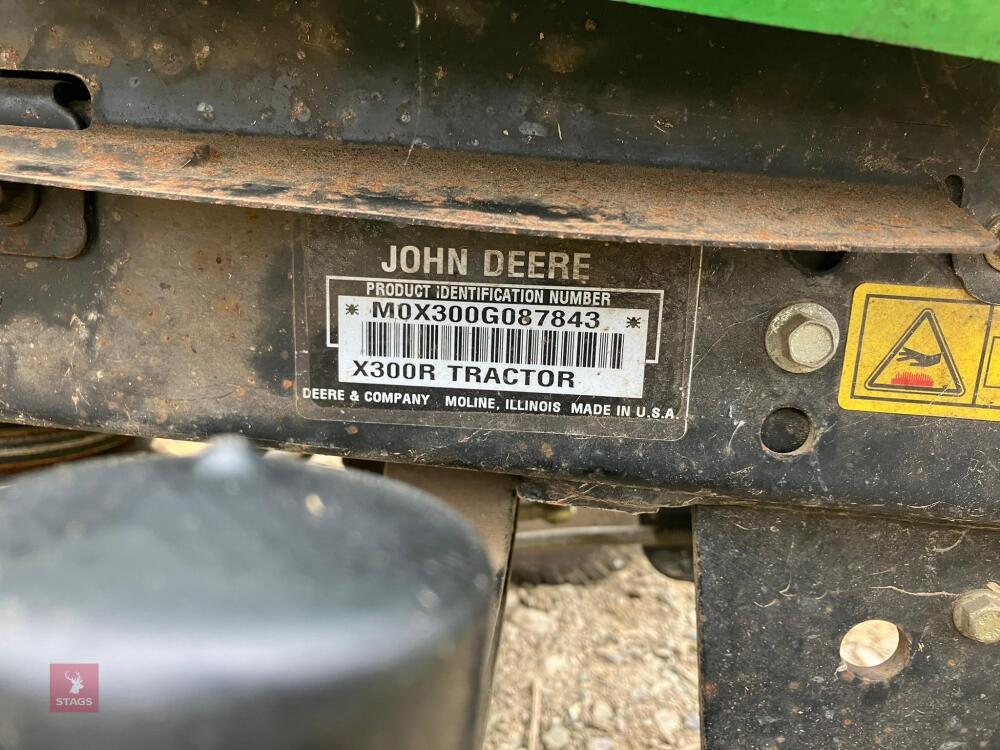 JOHN DEERE
PRODUCT IDENTIFICATION NUMBER
*M0X300G087843*
X300R TRACTOR
DEERE & COMPANY MOLINE, ILLINOIS MADE IN U.S.A.
STAGS